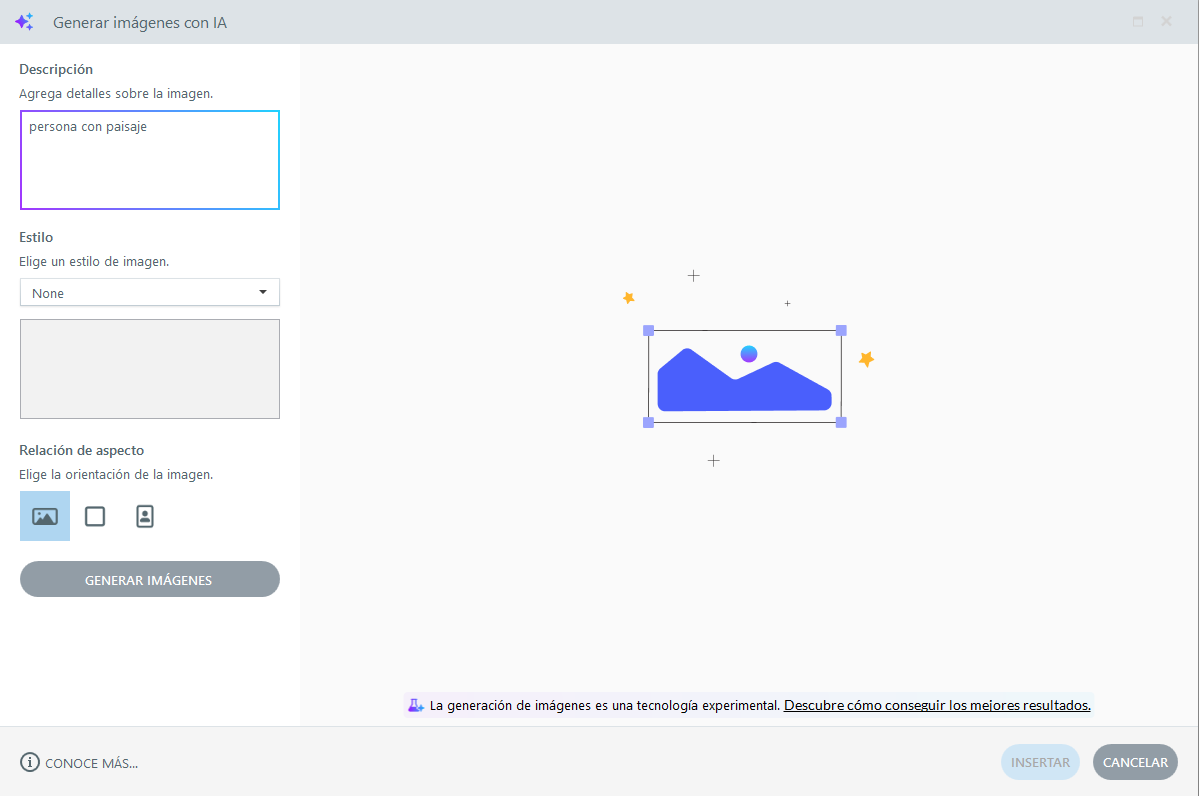 Generar imágenes con IA
Descripción
Agrega detalles sobre la imagen.
persona con paisaje
Estilo
Elige un estilo de imagen.
None
Relación de aspecto
Elige la orientación de la imagen.
GENERAR IMÁGENES
La generación de imágenes es una tecnología experimental. Descubre cómo conseguir los mejores resultados.
CONOCE MÁS...
INSERTAR
CANCELAR